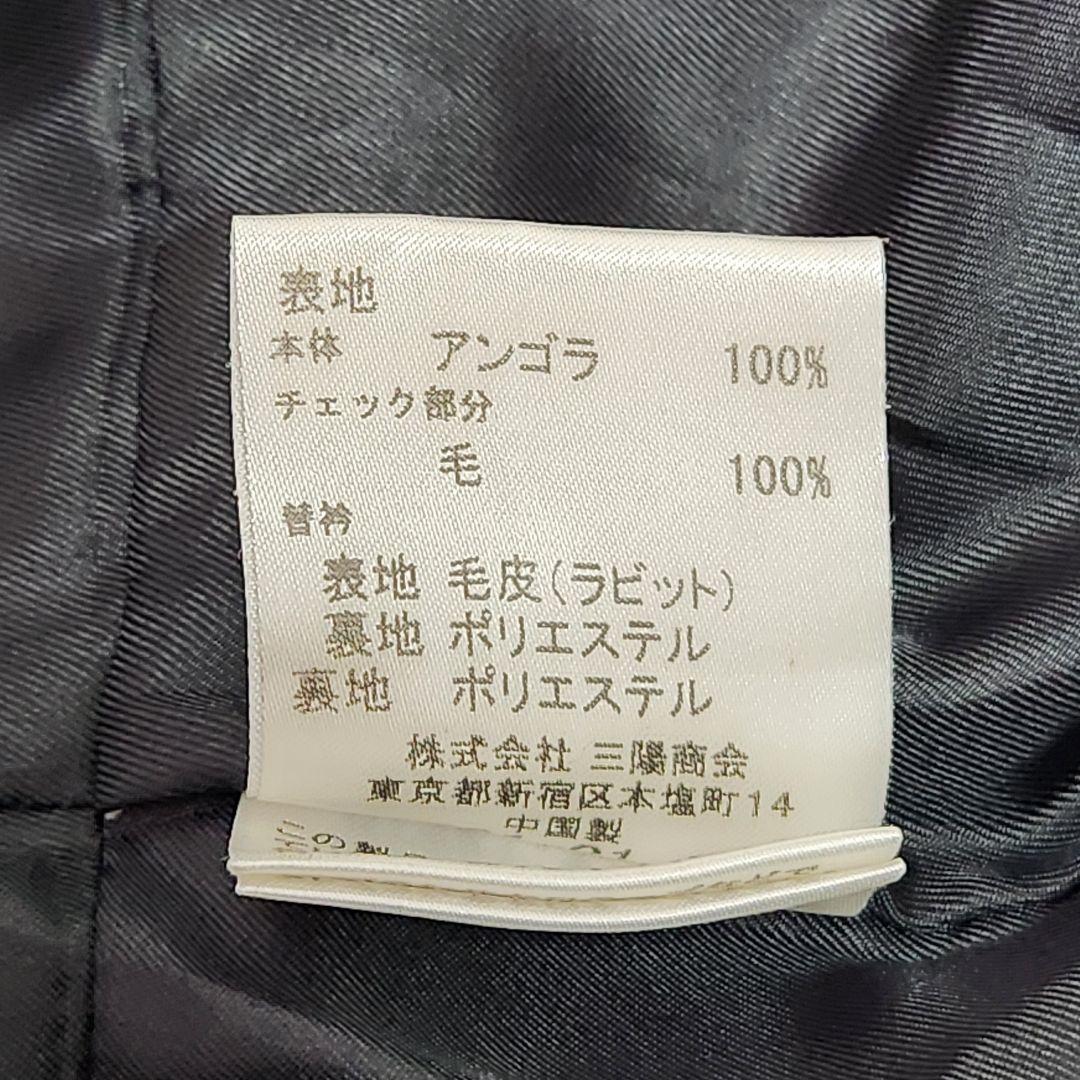 表地
本体 アンゴラ 100%
チェック部分
毛 100%
替衿
表地 毛皮(ラビット)
裏地 ポリエステル
裏地 ポリエステル
株式会社 三陽商会
東京都新宿区本塩町14
中国製